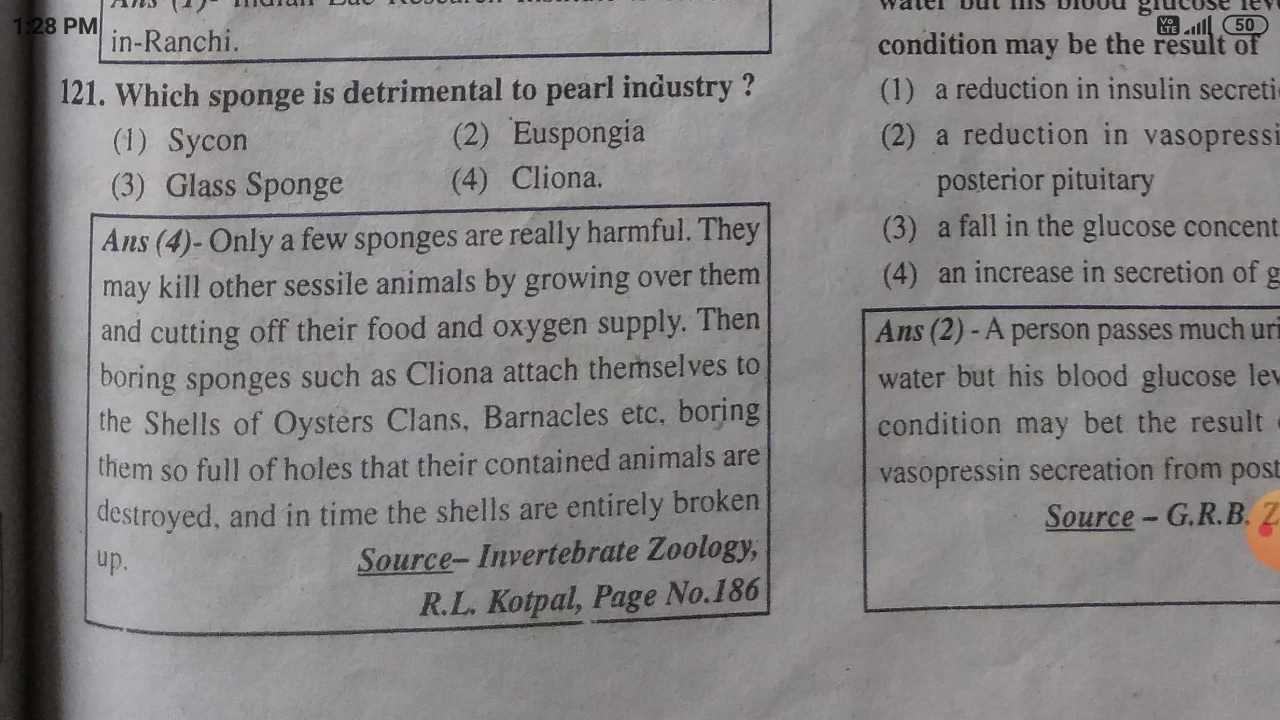 1:28 PM
50
in-Ranchi.
121. Which sponge is detrimental to pearl industry ?
(1) Sycon
(2) Euspongia
(3) Glass Sponge
(4) Cliona.
Ans (4)- Only a few sponges are really harmful. They
may kill other sessile animals by growing over them
and cutting off their food and oxygen supply. Then
boring sponges such as Cliona attach themselves to
the Shells of Oysters Clans, Barnacles etc. boring
them so full of holes that their contained animals are
destroyed, and in time the shells are entirely broken
up.
Source– Invertebrate Zoology,
R.L. Kotpal, Page No.186
water but his blood glucose
condition may be the result of
(1) a reduction in insulin
(2) a reduction in
posterior pituitary
(3) a fall in the glucose
(4) an increase in secretion of
Ans (2) - A person passes much
water but his blood glucose
condition may bet the result
vasopressin secreation from
Source – G.R.B.